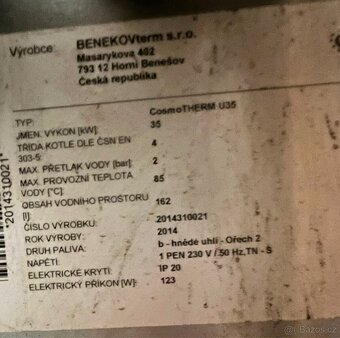 Výrobce:
BENEKOVterm s.r.o.
Masarykova 402
793 12 Horní Benešov
Česká republika
TYP: CosmoTHERM U35
JMEN. VÝKON [kW]: 35
TŘÍDA KOTLE DLE ČSN EN 303-5: 4
MAX. PŘETLAK VODY [bar]: 2
MAX. PROVOZNÍ TEPLOTA VODY [°C]: 85
OBSAH VODNÍHO PROSTORU [l]: 162
ČÍSLO VÝROBKU: 2014310021
ROK VÝROBY: 2014
DRUH PALIVA: b - hnědé uhlí - Ořech 2
NAPĚTÍ: 1 PEN 230 V / 50 Hz, TN - S
ELEKTRICKÉ KRYTÍ: IP 20
ELEKTRICKÝ PŘÍKON [W]: 123
*2014310021*
Sbazoš.cz